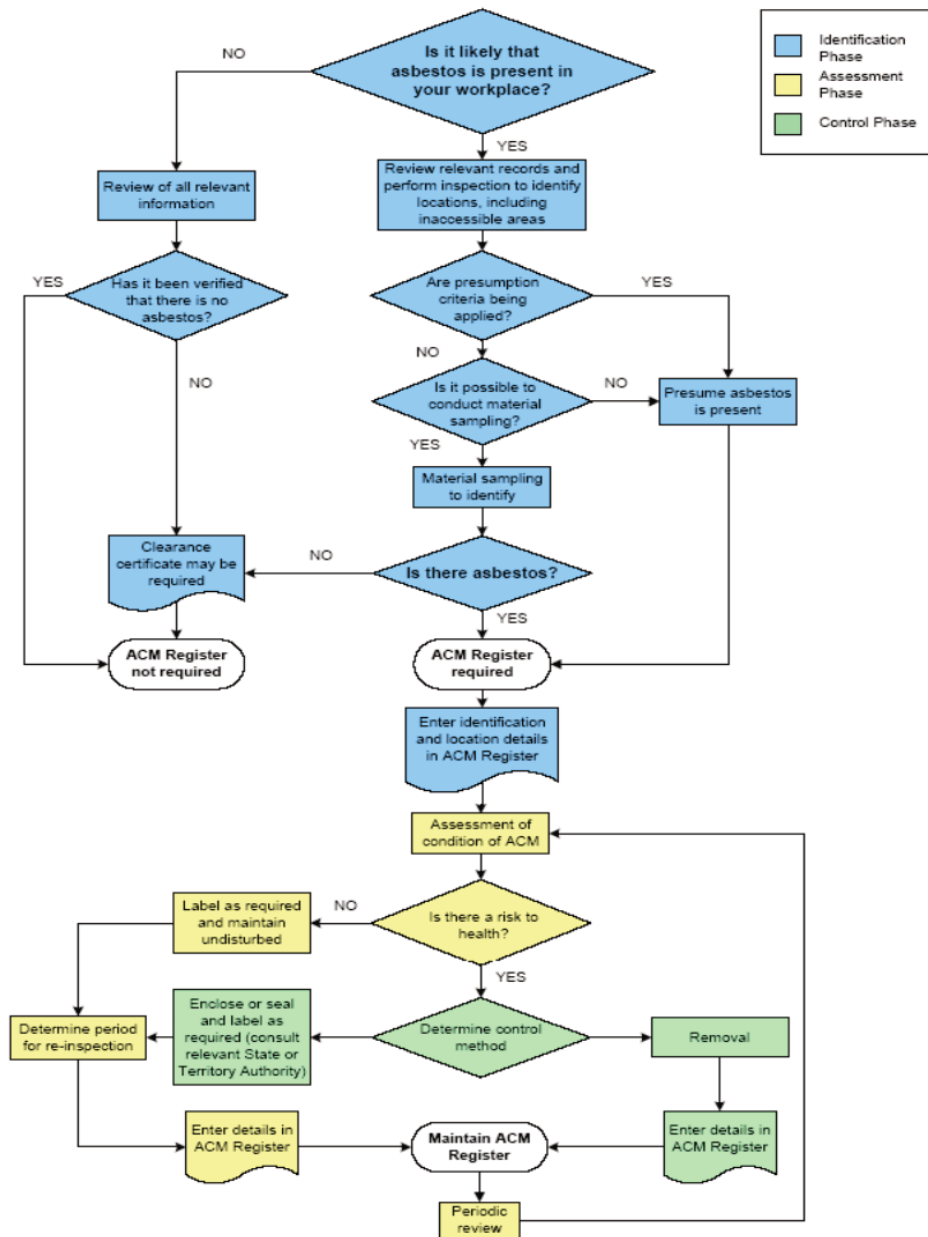 Is it likely that
asbestos is present in
your workplace?
NO
YES
Identification
Phase
Assessment
Phase
Control Phase
Review of all relevant
information
Review relevant records and
perform inspection to identify
locations, including
inaccessible areas
YES
Has it been verified
that there is no
asbestos?
NO
Are presumption
criteria being
applied?
YES
NO
Is it possible to
conduct material
sampling?
NO
Presume asbestos
is present
YES
Material sampling
to identify
Clearance
certificate may be
required
NO
Is there asbestos?
YES
ACM Register
not required
ACM Register
required
Enter identification
and location details
in ACM Register
Assessment of
condition of ACM
Label as required
and maintain
undisturbed
NO
Is there a risk to
health?
YES
Determine period
for re-inspection
Enclose or seal
and label as
required (consult
relevant State or
Territory Authority)
Determine control
method
Removal
Enter details in
ACM Register
Maintain ACM
Register
Enter details in
ACM Register
Periodic
review